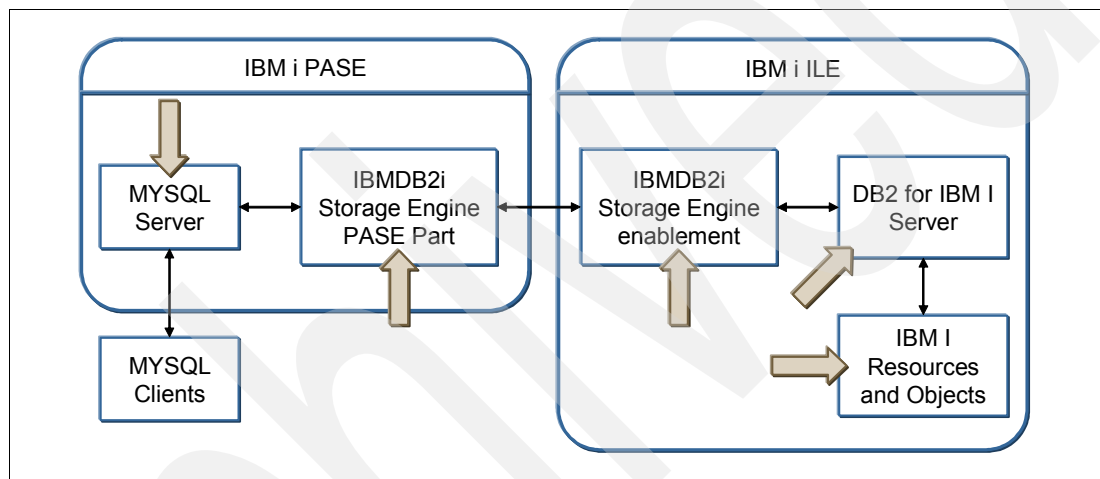 IBM i PASE
IBM i ILE
MYSQL
Server
IBMDB2i
Storage Engine
PASE Part
IBMDB2i
Storage Engine
enablement
DB2 for IBM I
Server
MYSQL
Clients
IBM I
Resources
and Objects